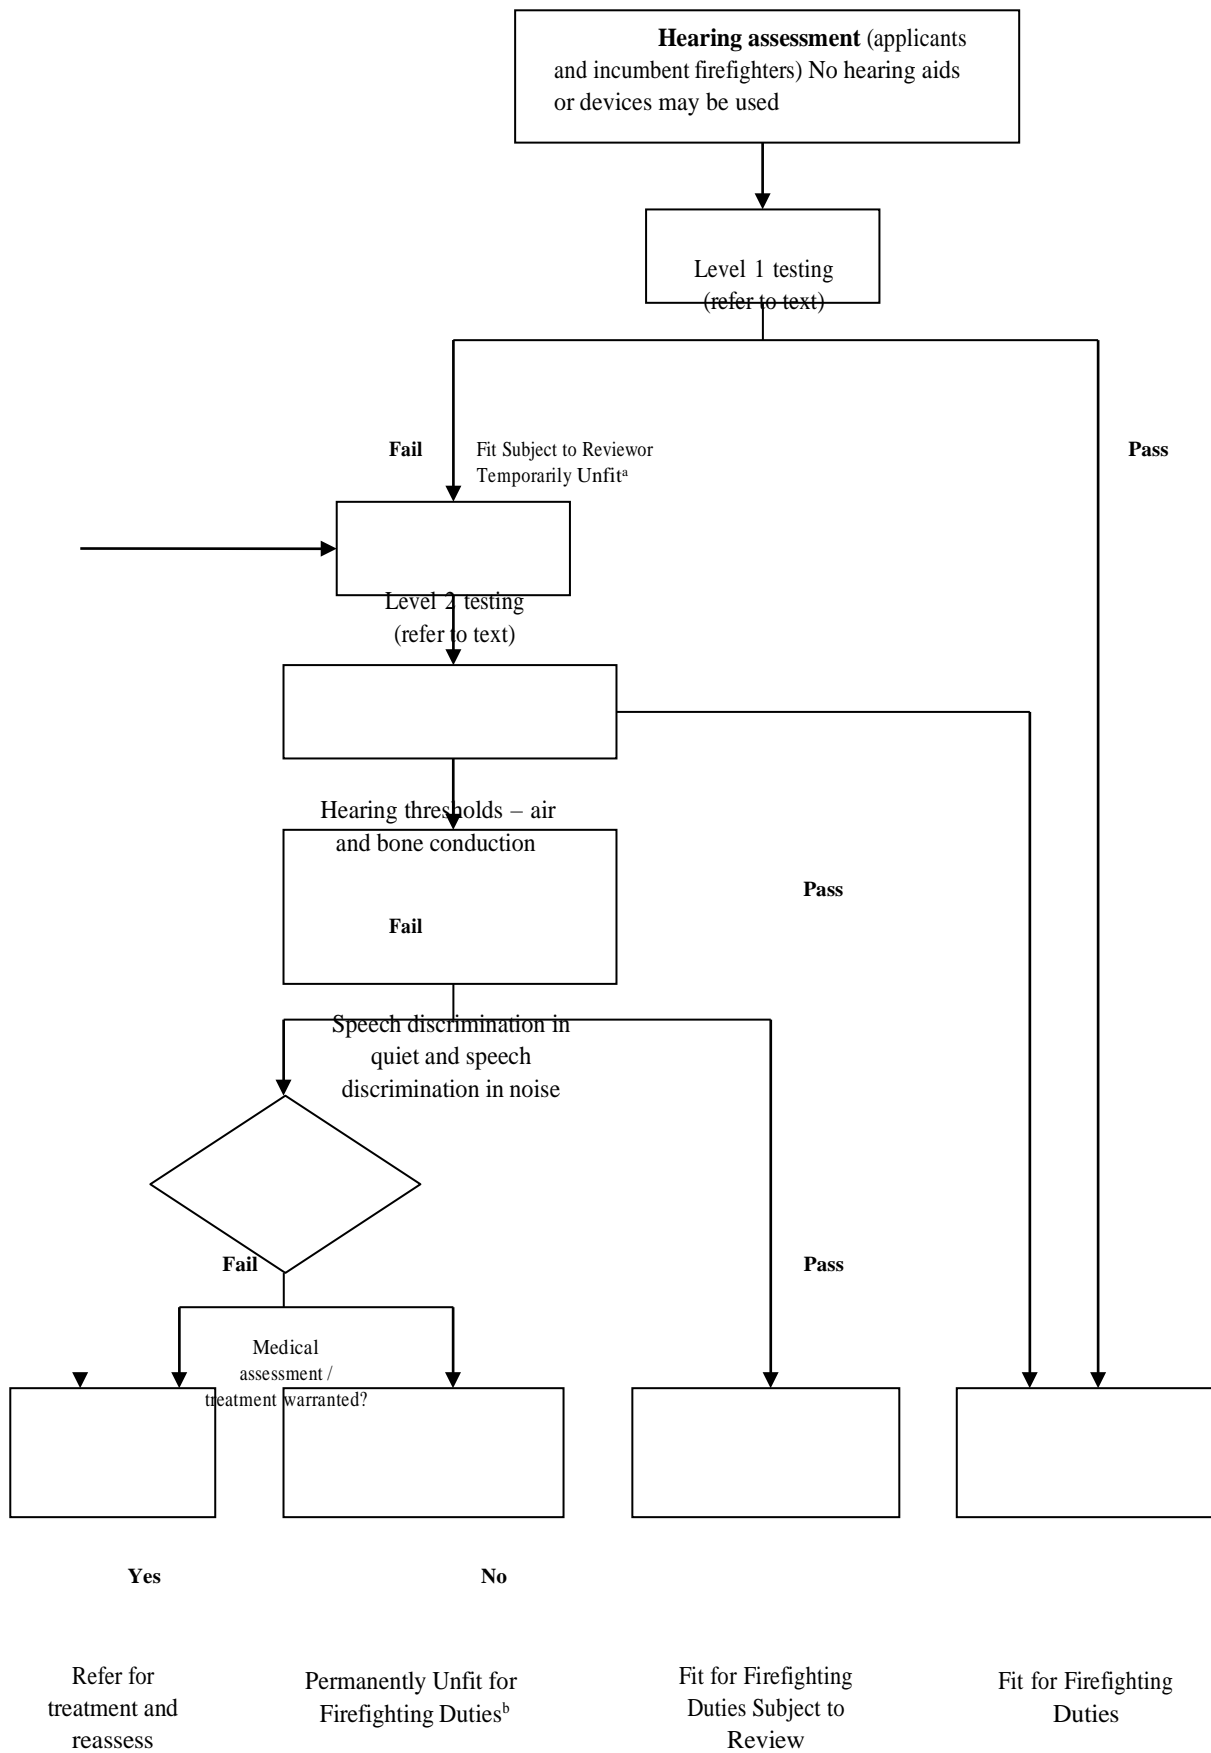 Hearing assessment (applicants
and incumbent firefighters) No hearing aids
or devices may be used
Level 1 testing
(refer to text)
Fail
Fit Subject to Reviewor
Temporarily Unfitᵃ
Pass
Level 2 testing
(refer to text)
Hearing thresholds – air
and bone conduction
Pass
Fail
Speech discrimination in
quiet and speech
discrimination in noise
Fail
Pass
Medical
assessment /
treatment warranted?
Yes
No
Refer for
treatment and
reassess
Permanently Unfit for
Firefighting Dutiesᵇ
Fit for Firefighting
Duties Subject to
Review
Fit for Firefighting
Duties